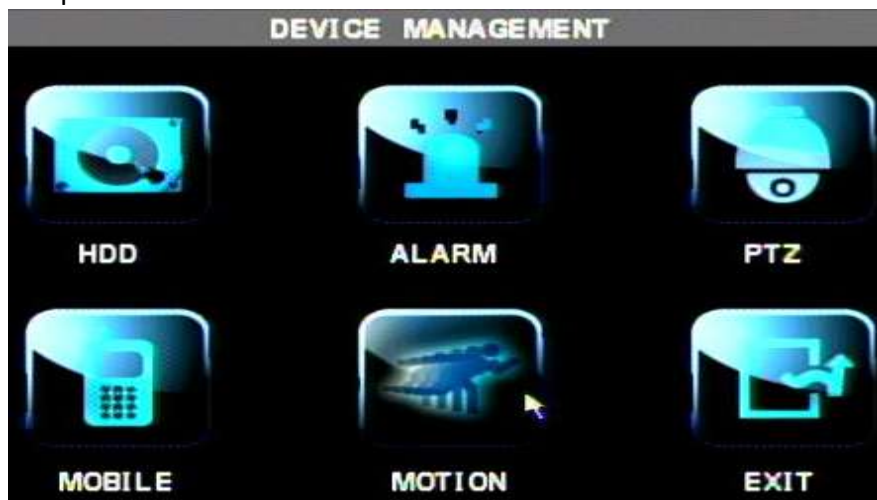 DEVICE MANAGEMENT
HDD ALARM PTZ
MOBILE MOTION EXIT